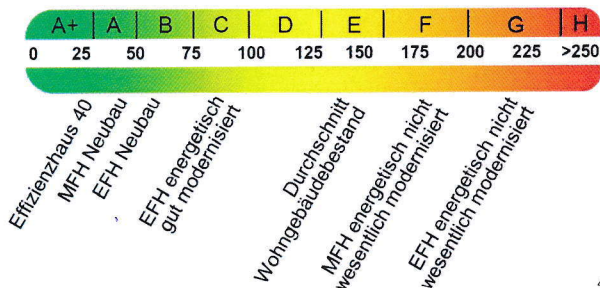 A+ A B C D E F G H
0 25 50 75 100 125 150 175 200 225 >250
Effizienzhaus 40
MFH Neubau
EFH Neubau
EFH energetisch
gut modernisiert
Durchschnitt
Wohngebäudebestand
MFH energetisch nicht
wesentlich modernisiert
EFH energetisch nicht
wesentlich modernisiert